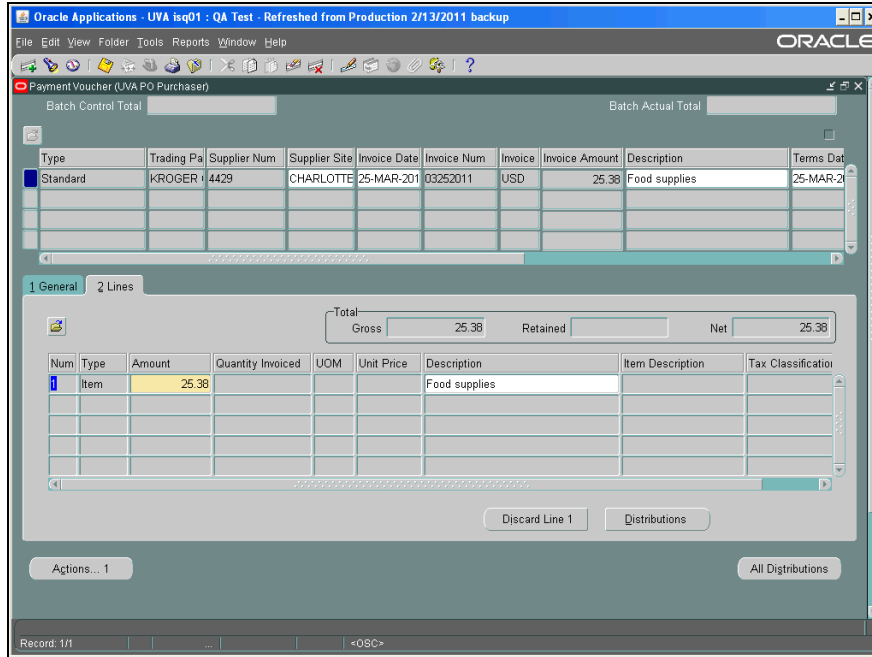 Oracle Applications - UVA isq01 : QA Test - Refreshed from Production 2/13/2011 backup
File Edit View Folder Tools Reports Window Help
ORACLE
Payment Voucher (UVA PO Purchaser)
Batch Control Total
Batch Actual Total
Type Trading Pa Supplier Num Supplier Site Invoice Date Invoice Num Invoice Invoice Amount Description Terms Dat
Standard KROGER 4429 CHARLOTTE 25-MAR-201 03252011 USD 25.38 Food supplies 25-MAR-20
1 General 2 Lines
Total
Gross 25.38 Retained Net 25.38
Num Type Amount Quantity Invoiced UOM Unit Price Description Item Description Tax Classification
1 Item 25.38 Food supplies
Discard Line 1 Distributions
Actions... 1 All Distributions
Record: 1/1 ... <OSC>